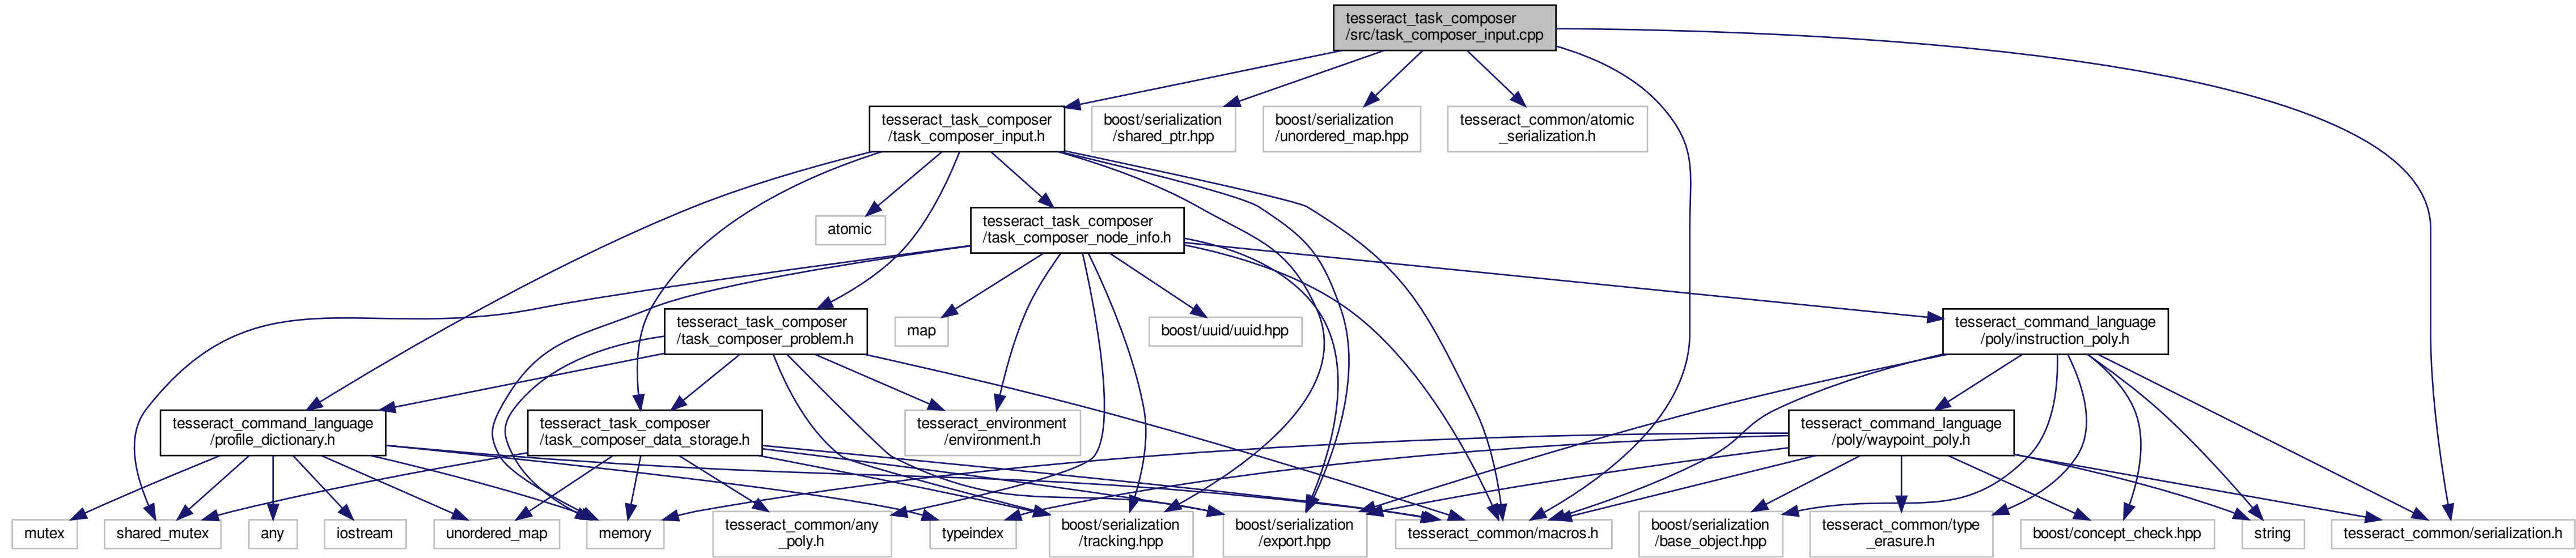 tesseract_task_composer
/src/task_composer_input.cpp
tesseract_task_composer
/task_composer_input.h
boost/serialization
/shared_ptr.hpp
boost/serialization
/unordered_map.hpp
tesseract_common/atomic
_serialization.h
atomic
tesseract_task_composer
/task_composer_node_info.h
tesseract_task_composer
/task_composer_problem.h
map
boost/uuid/uuid.hpp
tesseract_command_language
/poly/instruction_poly.h
tesseract_command_language
/profile_dictionary.h
tesseract_task_composer
/task_composer_data_storage.h
tesseract_environment
/environment.h
tesseract_command_language
/poly/waypoint_poly.h
mutex
shared_mutex
any
iostream
unordered_map
memory
tesseract_common/any
_poly.h
typeindex
boost/serialization
/tracking.hpp
boost/serialization
/export.hpp
tesseract_common/macros.h
boost/serialization
/base_object.hpp
tesseract_common/type
_erasure.h
boost/concept_check.hpp
string
tesseract_common/serialization.h